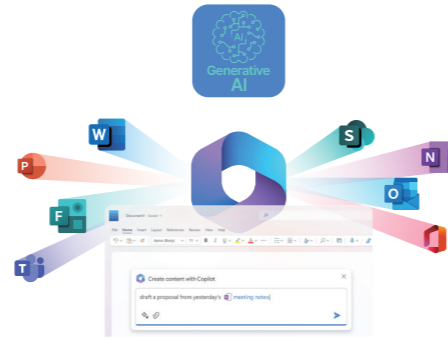 AI
Generative
AI
W
P
F
T
S
N
O
Document1
File Home Insert Layout References Review View Help
Create content with Copilot
draft a proposal from yesterday's meeting notes